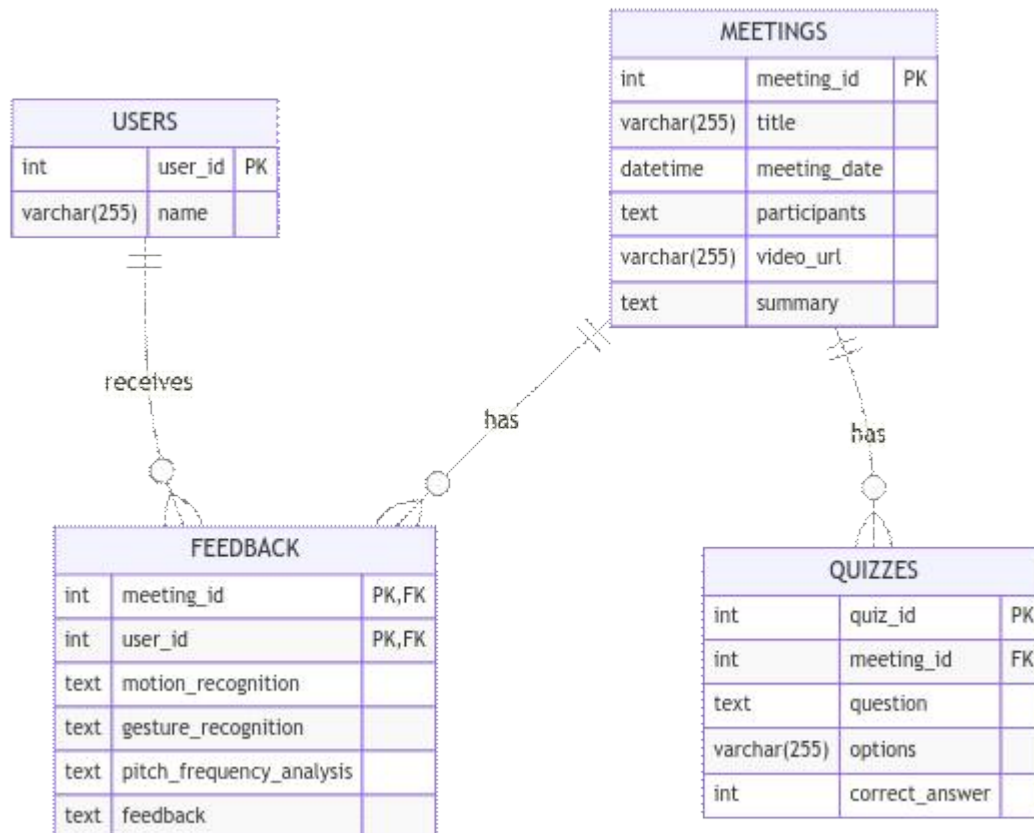 MEETINGS
int meeting_id PK
varchar(255) title
datetime meeting_date
text participants
varchar(255) video_url
text summary
USERS
int user_id PK
varchar(255) name
receives
has
has
FEEDBACK
int meeting_id PK,FK
int user_id PK,FK
text motion_recognition
text gesture_recognition
text pitch_frequency_analysis
text feedback
QUIZZES
int quiz_id PK
int meeting_id FK
text question
varchar(255) options
int correct_answer